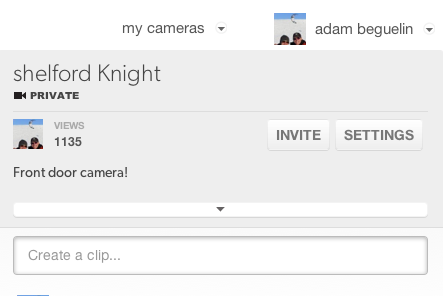 my cameras
adam beguelin
shelford Knight
PRIVATE
VIEWS
1135
INVITE
SETTINGS
Front door camera!
Create a clip...